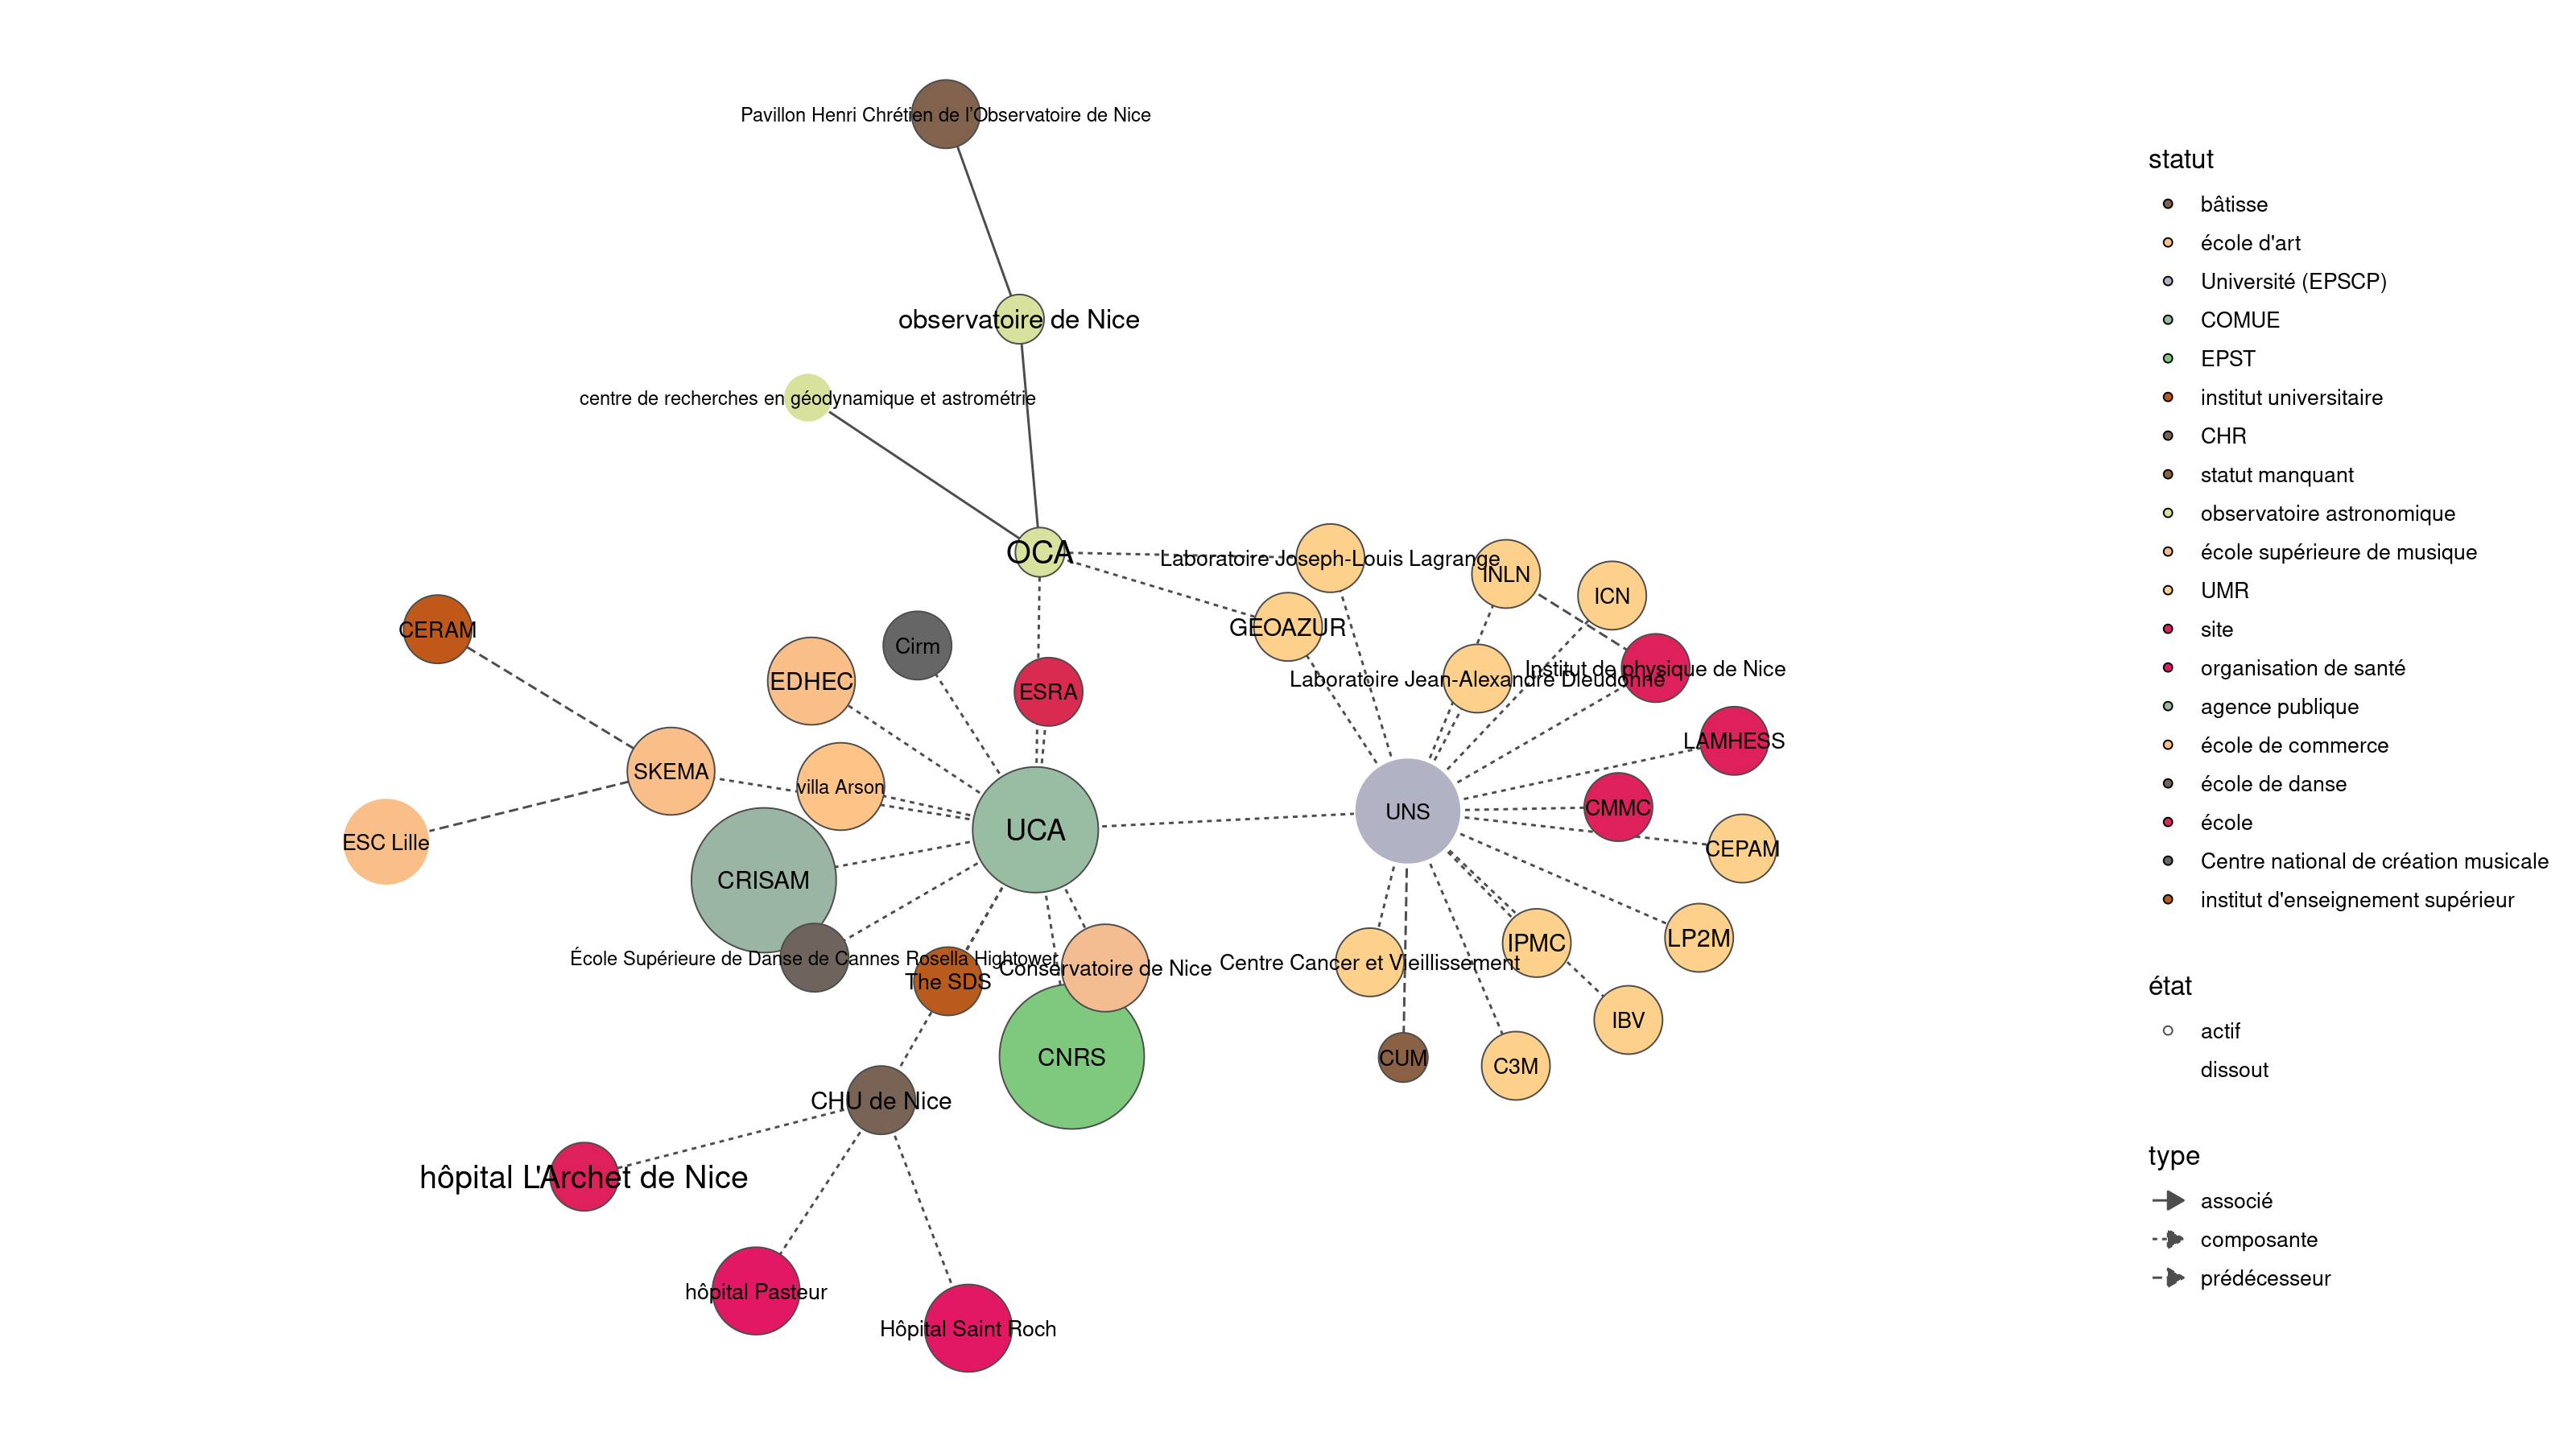 Pavillon Henri Chrétien de l'Observatoire de Nice
observatoire de Nice
centre de recherches en géodynamique et astrométrie
OCA
Laboratoire Joseph-Louis Lagrange
INLN
ICN
GEOAZUR
CERAM
Cirm
EDHEC
ESRA
Laboratoire Jean-Alexandre Dieudonné
Institut de physique de Nice
LAMHESS
SKEMA
villa Arson
UCA
UNS
CMMC
ESC Lille
CEPAM
CRISAM
École Supérieure de Danse de Cannes Rosella Hightower
The SDS
Conservatoire de Nice
Centre Cancer et Vieillissement
IPMC
LP2M
IBV
CNRS
CUM
C3M
CHU de Nice
hôpital L'Archet de Nice
hôpital Pasteur
Hôpital Saint Roch
statut
bâtisse
école d'art
Université (EPSCP)
COMUE
EPST
institut universitaire
CHR
statut manquant
observatoire astronomique
école supérieure de musique
UMR
site
organisation de santé
agence publique
école de commerce
école de danse
école
Centre national de création musicale
institut d'enseignement supérieur
état
actif
dissout
type
associé
composante
prédécesseur